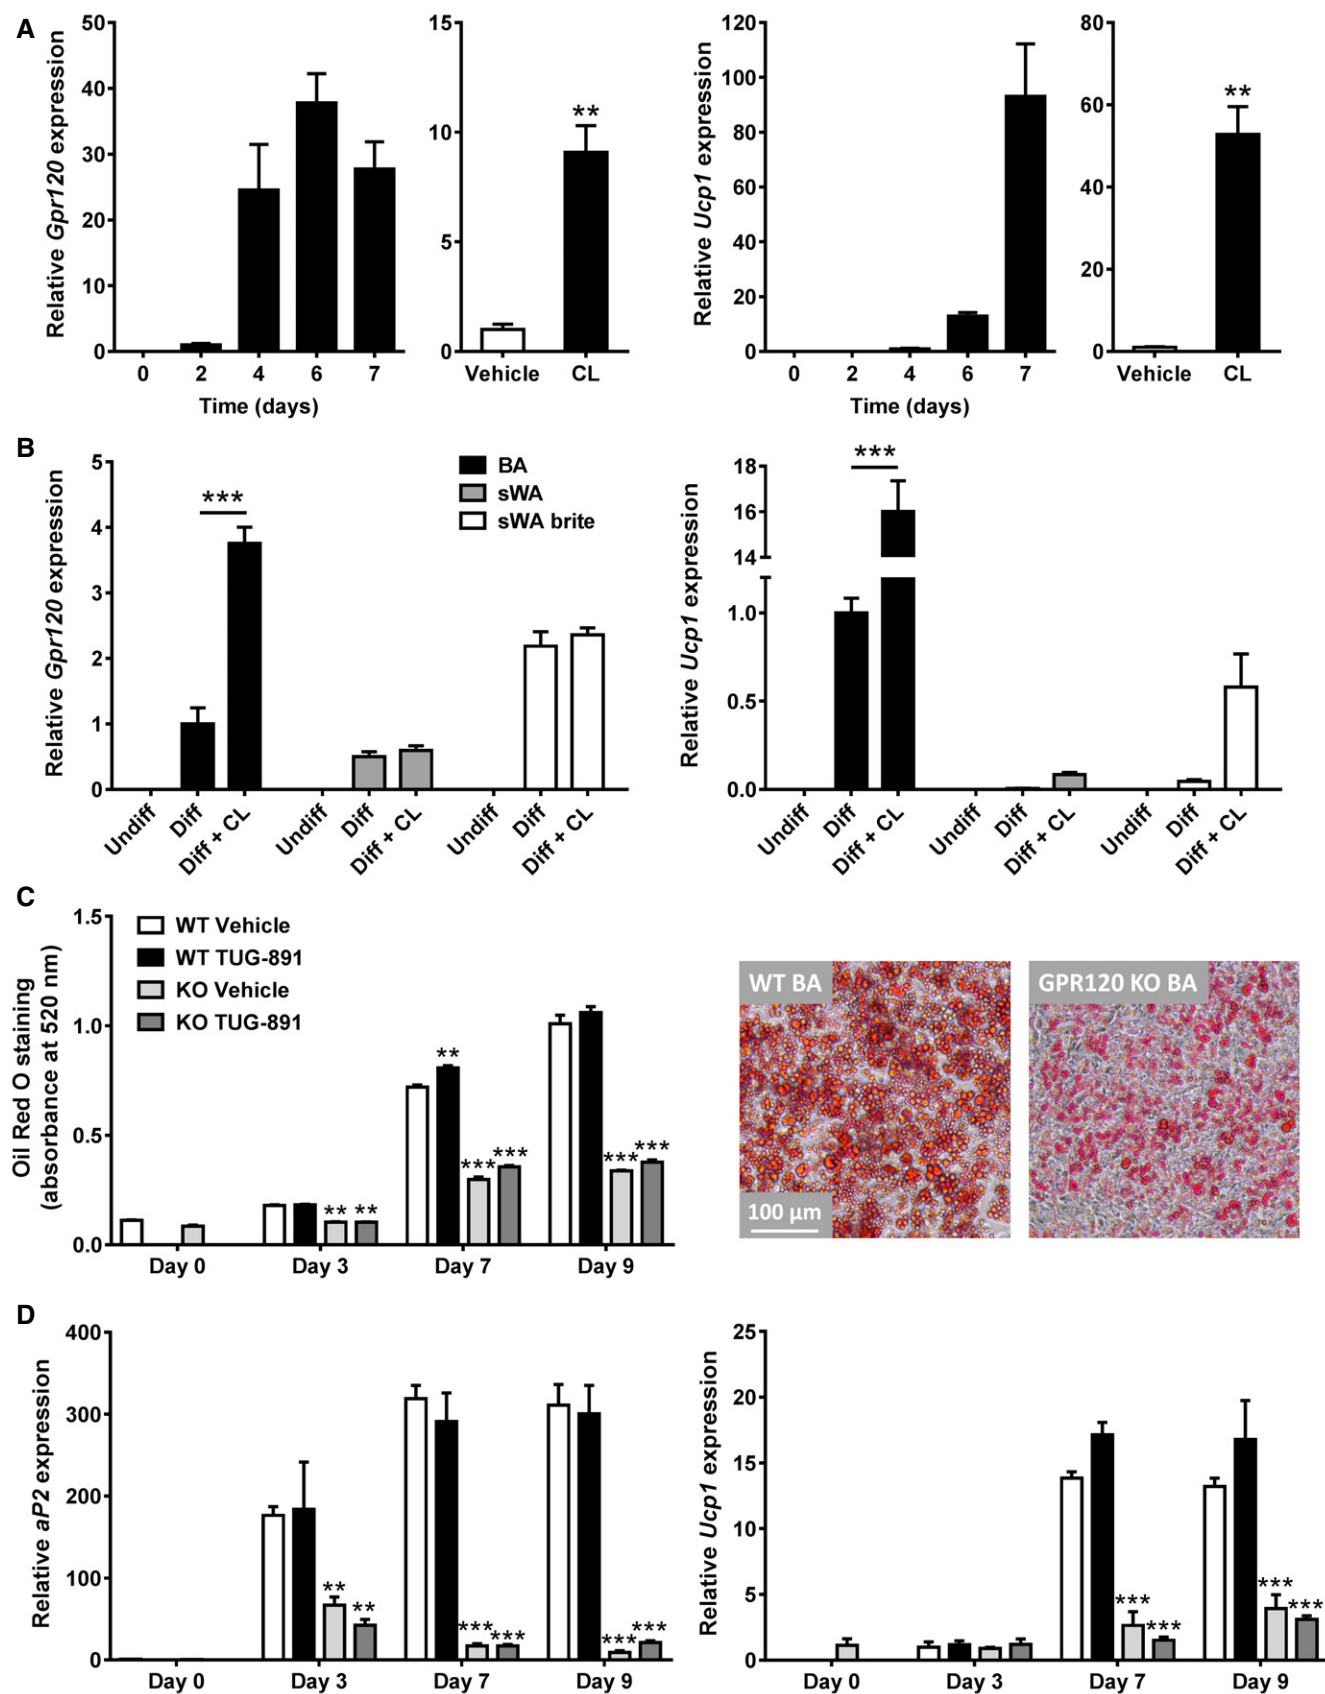 A
Relative Gpr120 expression
50
40
30
20
10
0
0 2 4 6 7
Time (days)
15
10
5
0
**
Vehicle CL
Relative Ucp1 expression
120
100
80
60
40
20
0
0 2 4 6 7
Time (days)
80
60
40
20
0
**
Vehicle CL
B
Relative Gpr120 expression
5
4
3
2
1
0
***
BA
sWA
sWA brite
Undiff Diff Diff + CL Undiff Diff Diff + CL Undiff Diff Diff + CL
Relative Ucp1 expression
18
16
14
1.0
0.5
0.0
***
Undiff Diff Diff + CL Undiff Diff Diff + CL Undiff Diff Diff + CL
C
Oil Red O staining
(absorbance at 520 nm)
1.5
1.0
0.5
0.0
WT Vehicle
WT TUG-891
KO Vehicle
KO TUG-891
** ** ** *** *** *** ***
Day 0 Day 3 Day 7 Day 9
WT BA
100 μm
GPR120 KO BA
D
Relative aP2 expression
400
300
200
100
0
** ** *** *** *** ***
Day 0 Day 3 Day 7 Day 9
Relative Ucp1 expression
25
20
15
10
5
0
*** *** *** ***
Day 0 Day 3 Day 7 Day 9